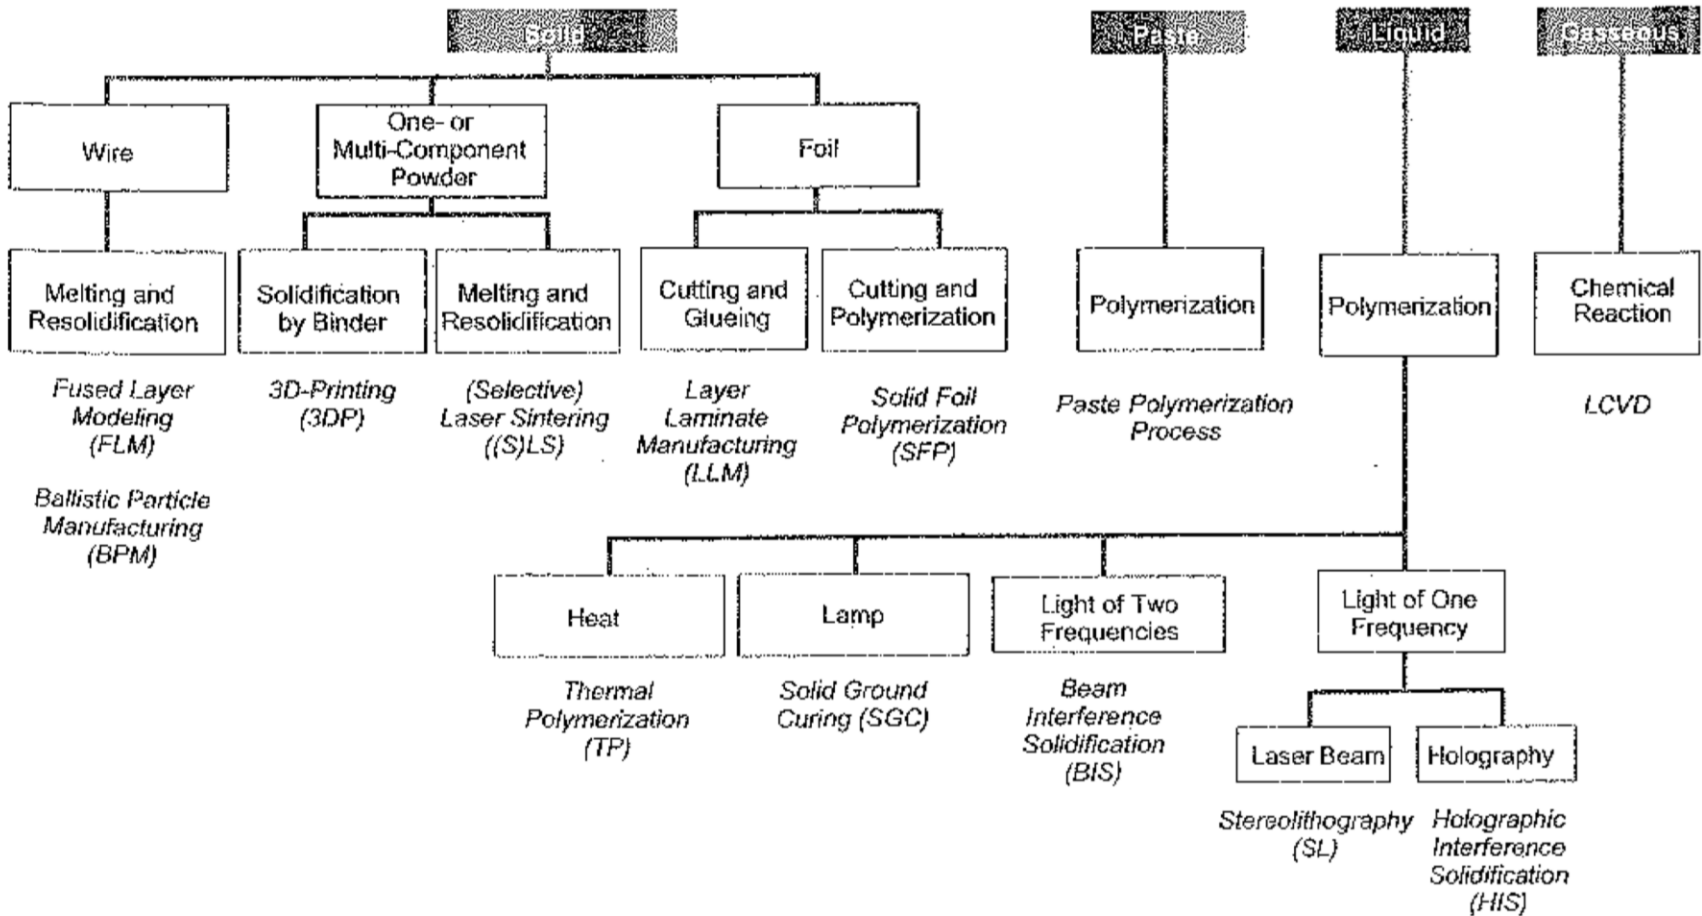 Solid
Paste
Liquid
Gasseous
Wire
One- or
Multi-Component
Powder
Foil
Melting and
Resolidification
Solidification
by Binder
Melting and
Resolidification
Cutting and
Glueing
Cutting and
Polymerization
Polymerization
Polymerization
Chemical
Reaction
Fused Layer
Modeling
(FLM)
Ballistic Particle
Manufacturing
(BPM)
3D-Printing
(3DP)
(Selective)
Laser Sintering
((S)LS)
Layer
Laminate
Manufacturing
(LLM)
Solid Foil
Polymerization
(SFP)
Paste Polymerization
Process
LCVD
Heat
Lamp
Light of Two
Frequencies
Light of One
Frequency
Thermal
Polymerization
(TP)
Solid Ground
Curing (SGC)
Beam
Interference
Solidification
(BIS)
Laser Beam
Holography
Stereolithography
(SL)
Holographic
Interference
Solidification
(HIS)